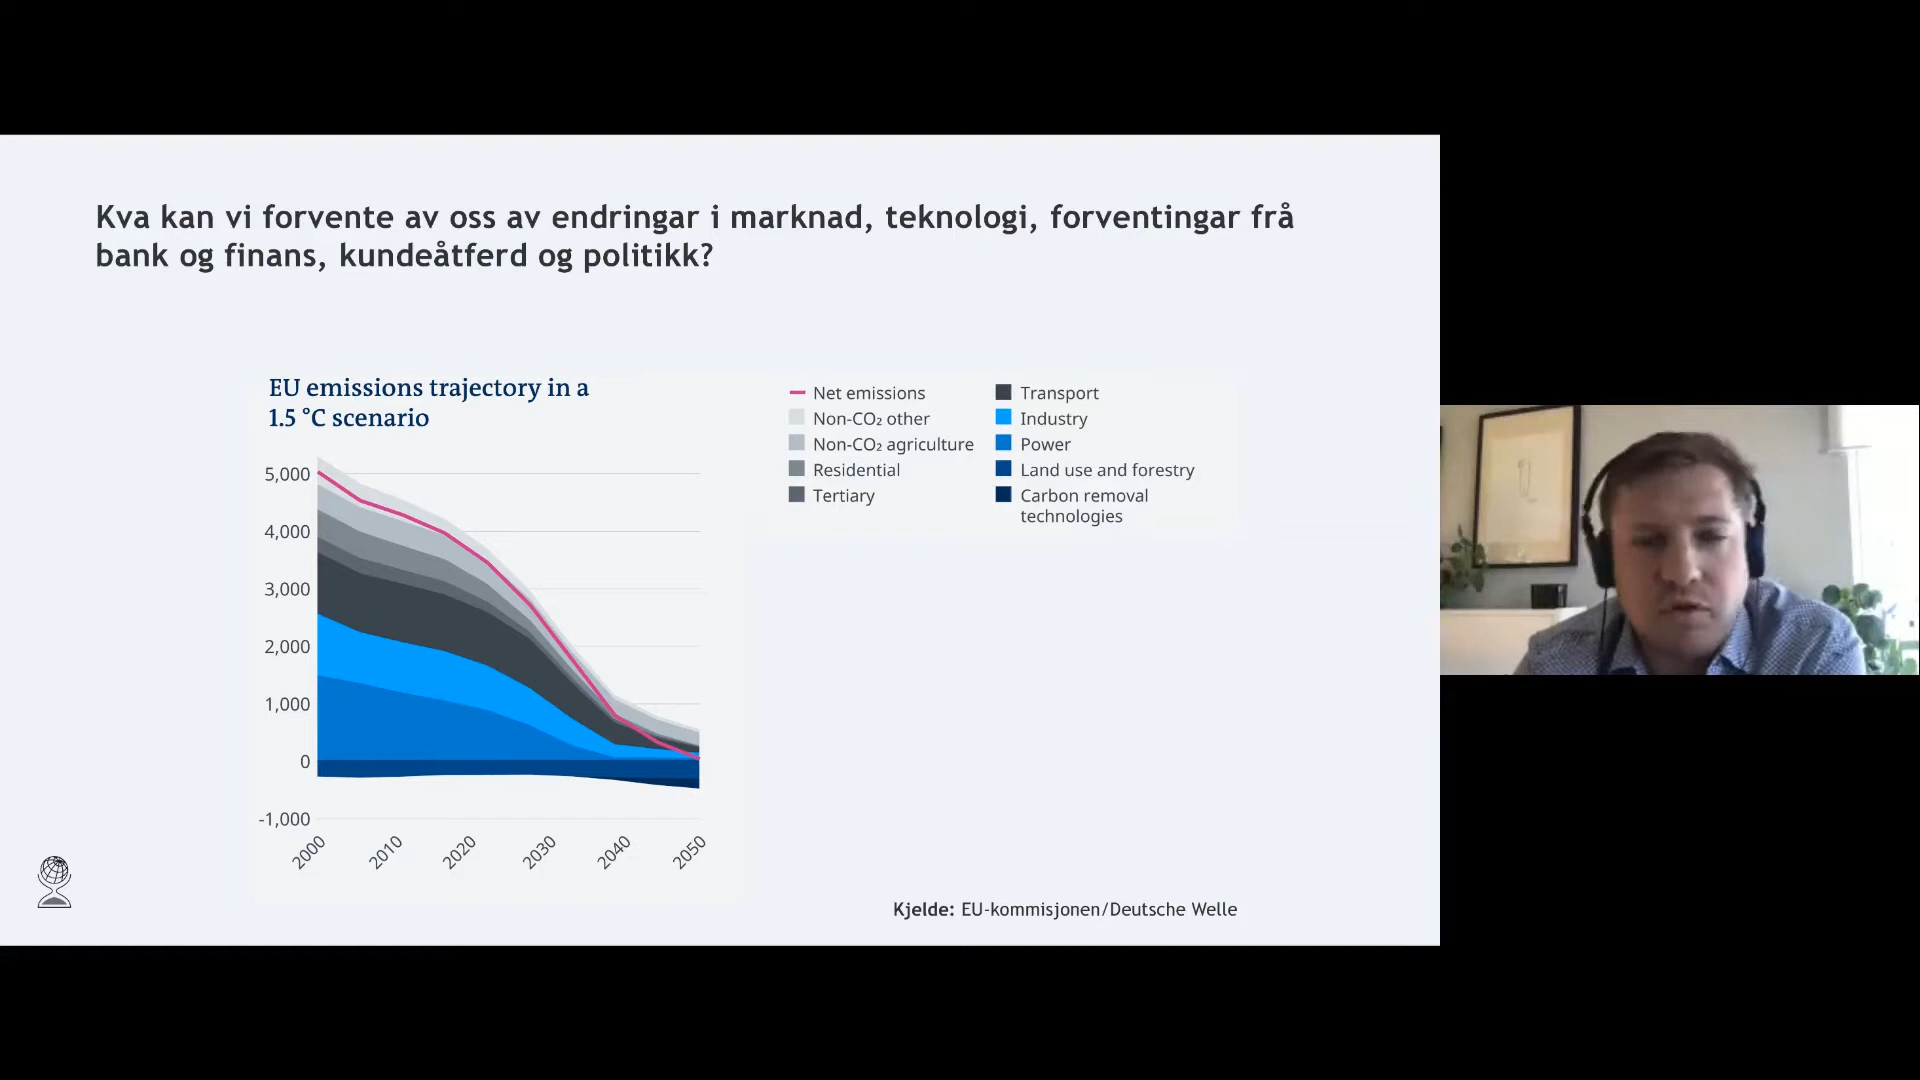 Kva kan vi forvente av oss av endringar i marknad, teknologi, forventingar frå
bank og finans, kundeåtferd og politikk?
EU emissions trajectory in a
1.5 °C scenario
Net emissions
Non-CO₂ other
Non-CO₂ agriculture
Residential
Tertiary
Transport
Industry
Power
Land use and forestry
Carbon removal
technologies
5,000
4,000
3,000
2,000
1,000
0
-1,000
2000
2010
2020
2030
2040
2050
Kjelde: EU-kommisjonen/Deutsche Welle